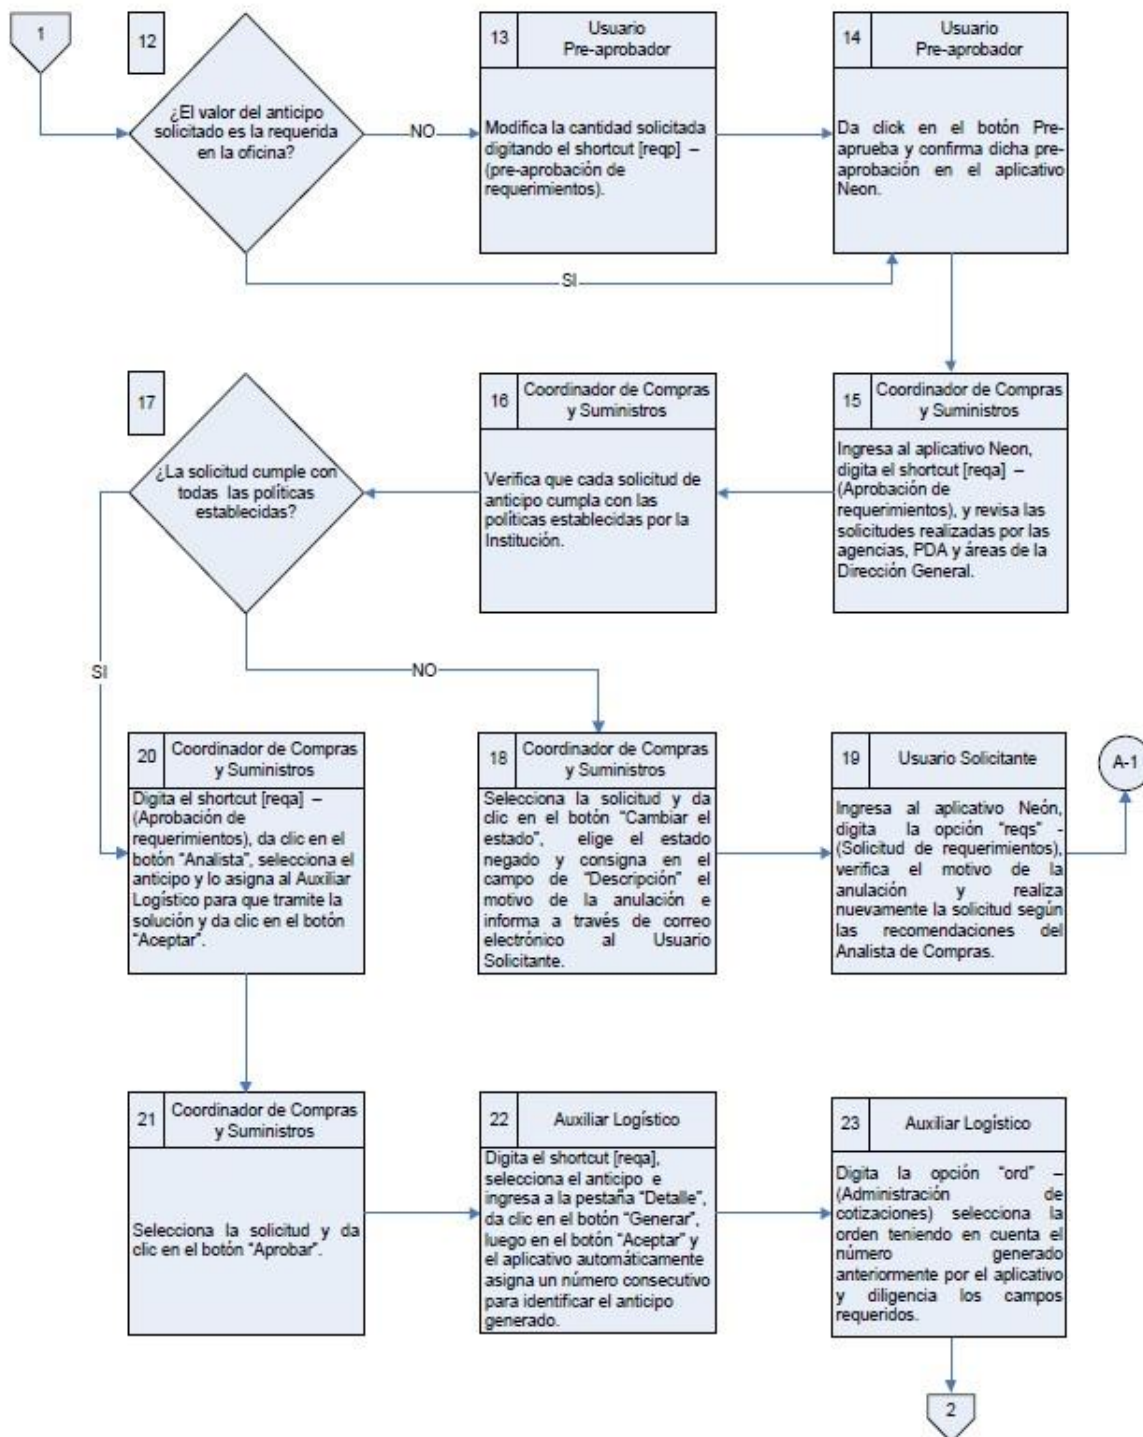 1
12
¿El valor del anticipo
solicitado es la requerida
en la oficina?
NO
13
Usuario
Pre-aprobador
Modifica la cantidad solicitada
digitando el shortcut [reqp] –
(pre-aprobación de
requerimientos).
14
Usuario
Pre-aprobador
Da click en el botón Pre-
aprueba y confirma dicha pre-
aprobación en el aplicativo
Neon.
SI
17
¿La solicitud cumple con
todas las políticas
establecidas?
16
Coordinador de Compras
y Suministros
Verifica que cada solicitud de
anticipo cumpla con las
políticas establecidas por la
Institución.
15
Coordinador de Compras
y Suministros
Ingresa al aplicativo Neon,
digita el shortcut [reqa] –
(Aprobación de
requerimientos), y revisa las
solicitudes realizadas por las
agencias, PDA y áreas de la
Dirección General.
SI
NO
20
Coordinador de Compras
y Suministros
Digita el shortcut [reqa] –
(Aprobación de
requerimientos), da clic en el
botón “Analista”, selecciona el
anticipo y lo asigna al Auxiliar
Logístico para que tramite la
solución y da clic en el botón
“Aceptar”.
18
Coordinador de Compras
y Suministros
Selecciona la solicitud y da
clic en el botón “Cambiar el
estado”, elige el estado
negado y consigna en el
campo de “Descripción” el
motivo de la anulación e
informa a través de correo
electrónico al Usuario
Solicitante.
19
Usuario Solicitante
Ingresa al aplicativo Neón,
digita la opción “reqs” -
(Solicitud de requerimientos),
verifica el motivo de la
anulación y realiza
nuevamente la solicitud según
las recomendaciones del
Analista de Compras.
A-1
21
Coordinador de Compras
y Suministros
Selecciona la solicitud y da
clic en el botón “Aprobar”.
22
Auxiliar Logístico
Digita el shortcut [reqa],
selecciona el anticipo e
ingresa a la pestaña “Detalle”,
da clic en el botón “Generar”,
luego en el botón “Aceptar” y
el aplicativo automáticamente
asigna un número consecutivo
para identificar el anticipo
generado.
23
Auxiliar Logístico
Digita la opción “ord” –
(Administración de
cotizaciones) selecciona la
orden teniendo en cuenta el
número generado
anteriormente por el aplicativo
y diligencia los campos
requeridos.
2